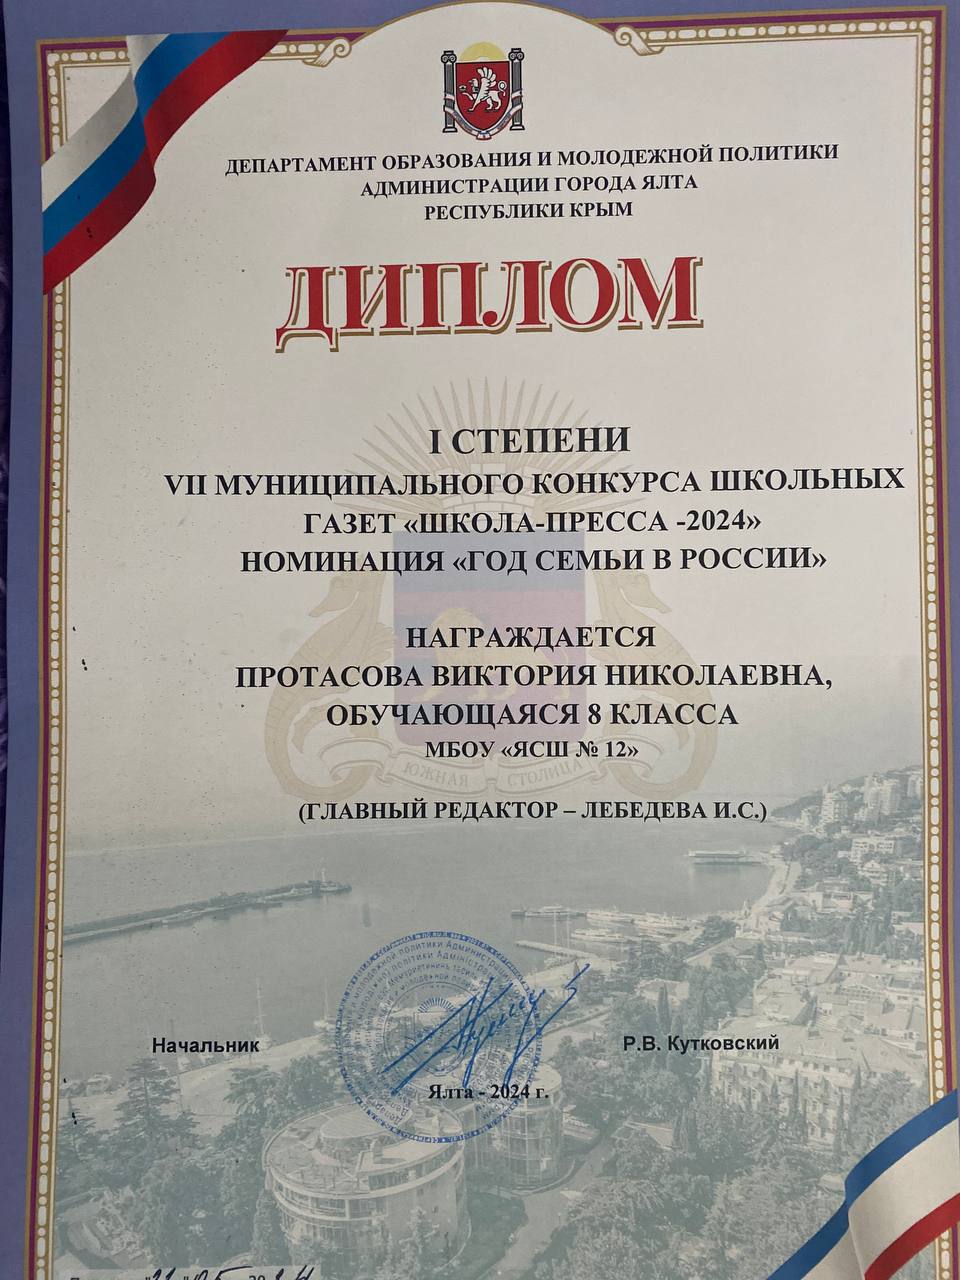 ДЕПАРТАМЕНТ ОБРАЗОВАНИЯ И МОЛОДЕЖНОЙ ПОЛИТИКИ
АДМИНИСТРАЦИИ ГОРОДА ЯЛТА
РЕСПУБЛИКИ КРЫМ
ДИПЛОМ
I СТЕПЕНИ
VII МУНИЦИПАЛЬНОГО КОНКУРСА ШКОЛЬНЫХ
ГАЗЕТ «ШКОЛА-ПРЕССА -2024»
НОМИНАЦИЯ «ГОД СЕМЬИ В РОССИИ»
НАГРАЖДАЕТСЯ
ПРОТАСОВА ВИКТОРИЯ НИКОЛАЕВНА,
ОБУЧАЮЩАЯСЯ 8 КЛАССА
МБОУ «ЯСШ № 12»
ЮЖНАЯ СТОЛИЦА
(ГЛАВНЫЙ РЕДАКТОР – ЛЕБЕДЕВА И.С.)
Начальник
Р.В. Кутковский
Ялта - 2024 г.